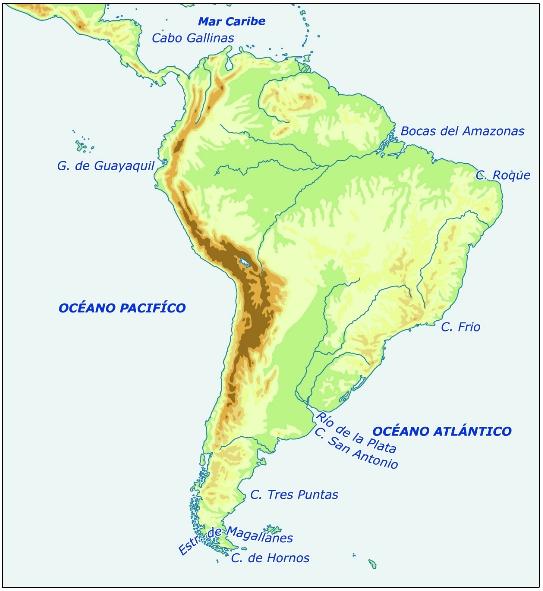 Mar Caribe
Cabo Gallinas
Bocas del Amazonas
G. de Guayaquil
C. Roque
OCÉANO PACIFÍCO
C. Frio
Rio de la Plata
OCÉANO ATLÁNTICO
C. San Antonio
C. Tres Puntas
Estr. de Magallanes
C. de Hornos